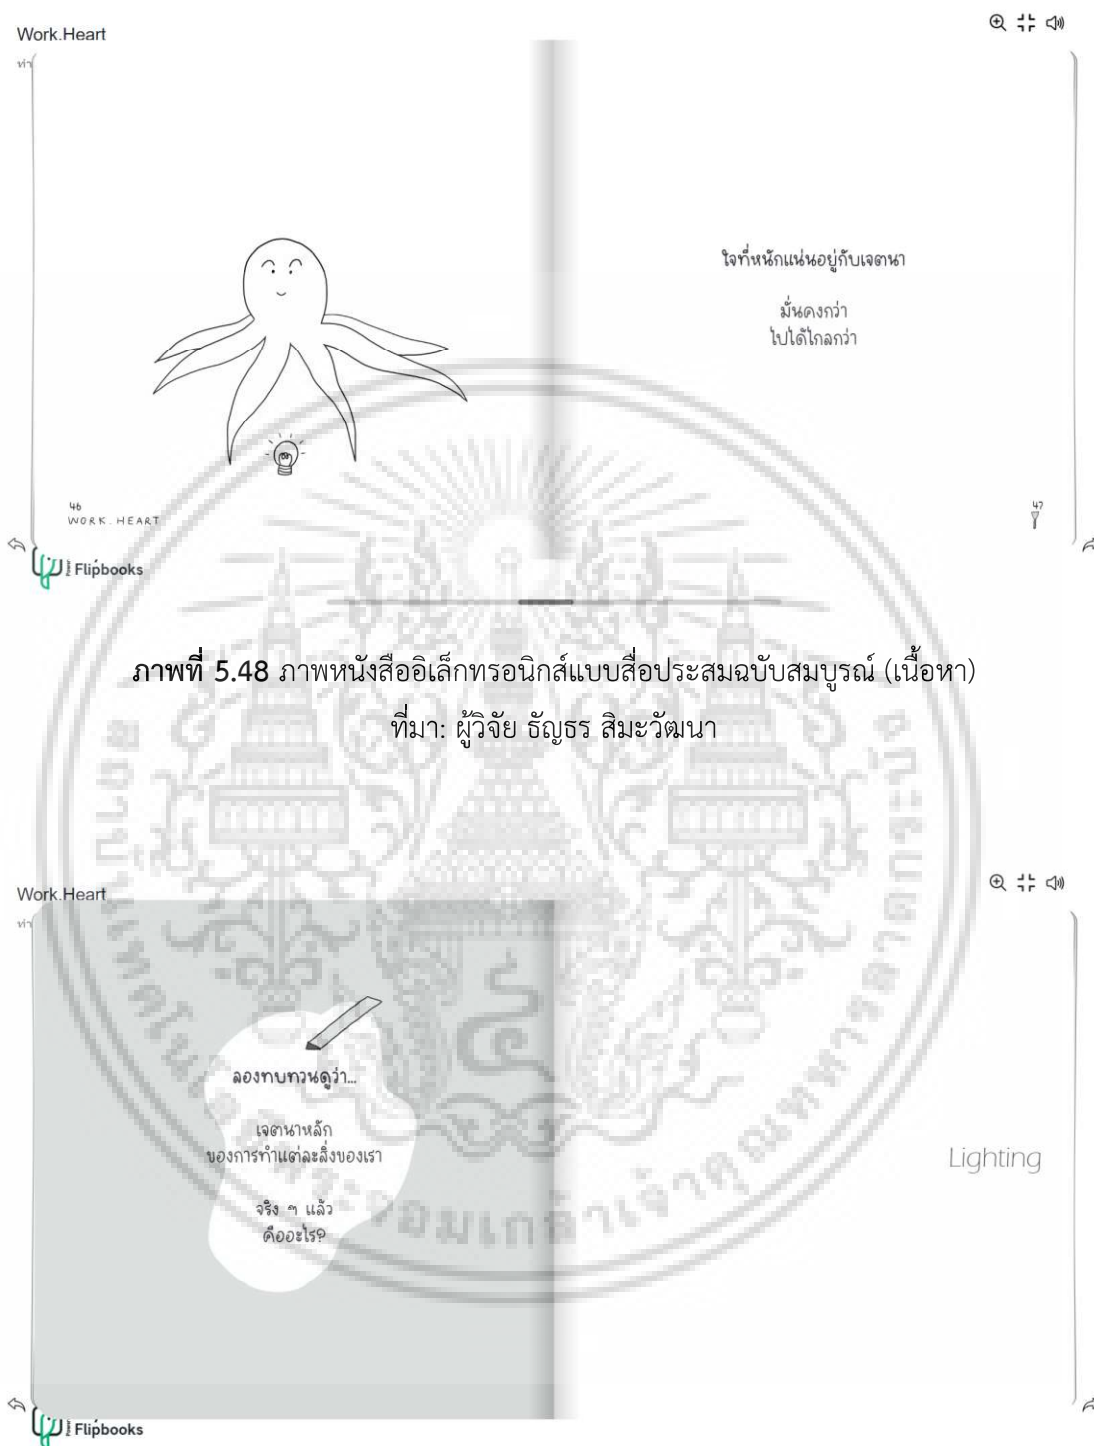 Work.Heart
ท่า
ใจที่หนักแน่นอยู่กับเจตนา
มั่นคงกว่า
ไปได้ไกลกว่า
46
WORK.HEART
47
Flipbooks
ภาพที่ 5.48 ภาพหนังสืออิเล็กทรอนิกส์แบบสื่อประสมฉบับสมบูรณ์ (เนื้อหา)
ที่มา: ผู้วิจัย ธัญธร สิมะวัฒนา
Work.Heart
ท่า
ลองทบทวนดูว่า...
เจตนาหลัก
ของการทำแต่ละสิ่งของเรา
จริง ๆ แล้ว
คืออะไร?
Lighting
Flipbooks